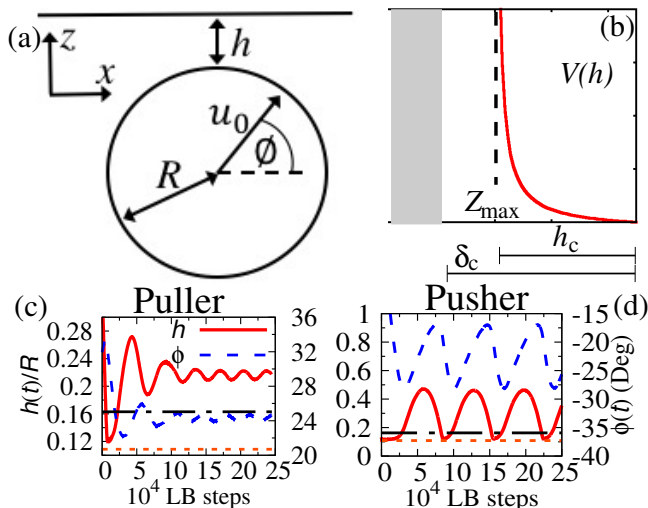 (a)
z
x
h
u0
ϕ
R
(b)
V(h)
Zmax
hc
δc
(c)
Puller
h
ϕ
h(t)/R
0.28
0.24
0.2
0.16
0.12
36
32
28
24
20
0 5 10 15 20 25
10^4 LB steps
Pusher
(d)
1
0.8
0.6
0.4
0.2
0
-15
-20
-25
-30
-35
-40
ϕ(t) (Deg)
0 5 10 15 20 25
10^4 LB steps